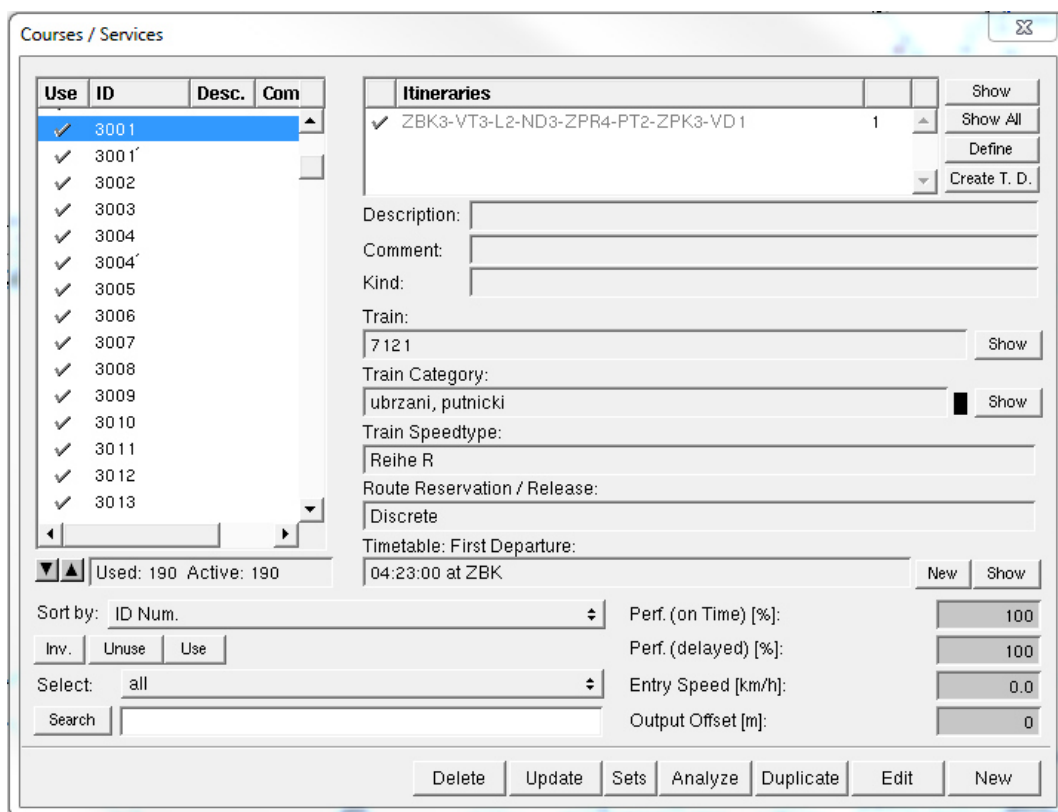 Courses / Services
Use ID Desc. Com
3001
3001´
3002
3003
3004
3004´
3005
3006
3007
3008
3009
3010
3011
3012
3013
Used: 190 Active: 190
Itineraries
ZBK3-VT3-L2-ND3-ZPR4-PT2-ZPK3-VD1 1
Show
Show All
Define
Create T. D.
Description:
Comment:
Kind:
Train:
7121 Show
Train Category:
ubrzani, putnicki Show
Train Speedtype:
Reihe R
Route Reservation / Release:
Discrete
Timetable: First Departure:
04:23:00 at ZBK New Show
Sort by: ID Num.
Inv. Unuse Use
Select: all
Search
Perf. (on Time) [%]: 100
Perf. (delayed) [%]: 100
Entry Speed [km/h]: 0.0
Output Offset [m]: 0
Delete Update Sets Analyze Duplicate Edit New